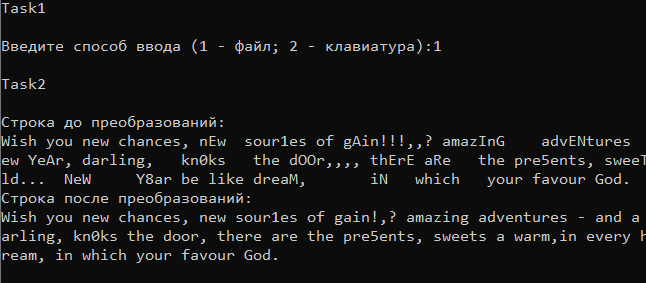 Task1
Введите способ ввода (1 - файл; 2 - клавиатура):1
Task2
Строка до преобразований:
Wish you new chances, nEw  sour1es of gAin!!!,,? amazInG    advENtures
ew YeAr, darling,   kn0ks   the dOOr,,,, thErE aRe   the pre5ents, sweeT
ld...  NeW     Y8ar be like dreaM,       iN   which   your favour God.
Строка после преобразований:
Wish you new chances, new sour1es of gain!,? amazing adventures - and a
arling, kn0ks the door, there are the pre5ents, sweets a warm,in every h
ream, in which your favour God.